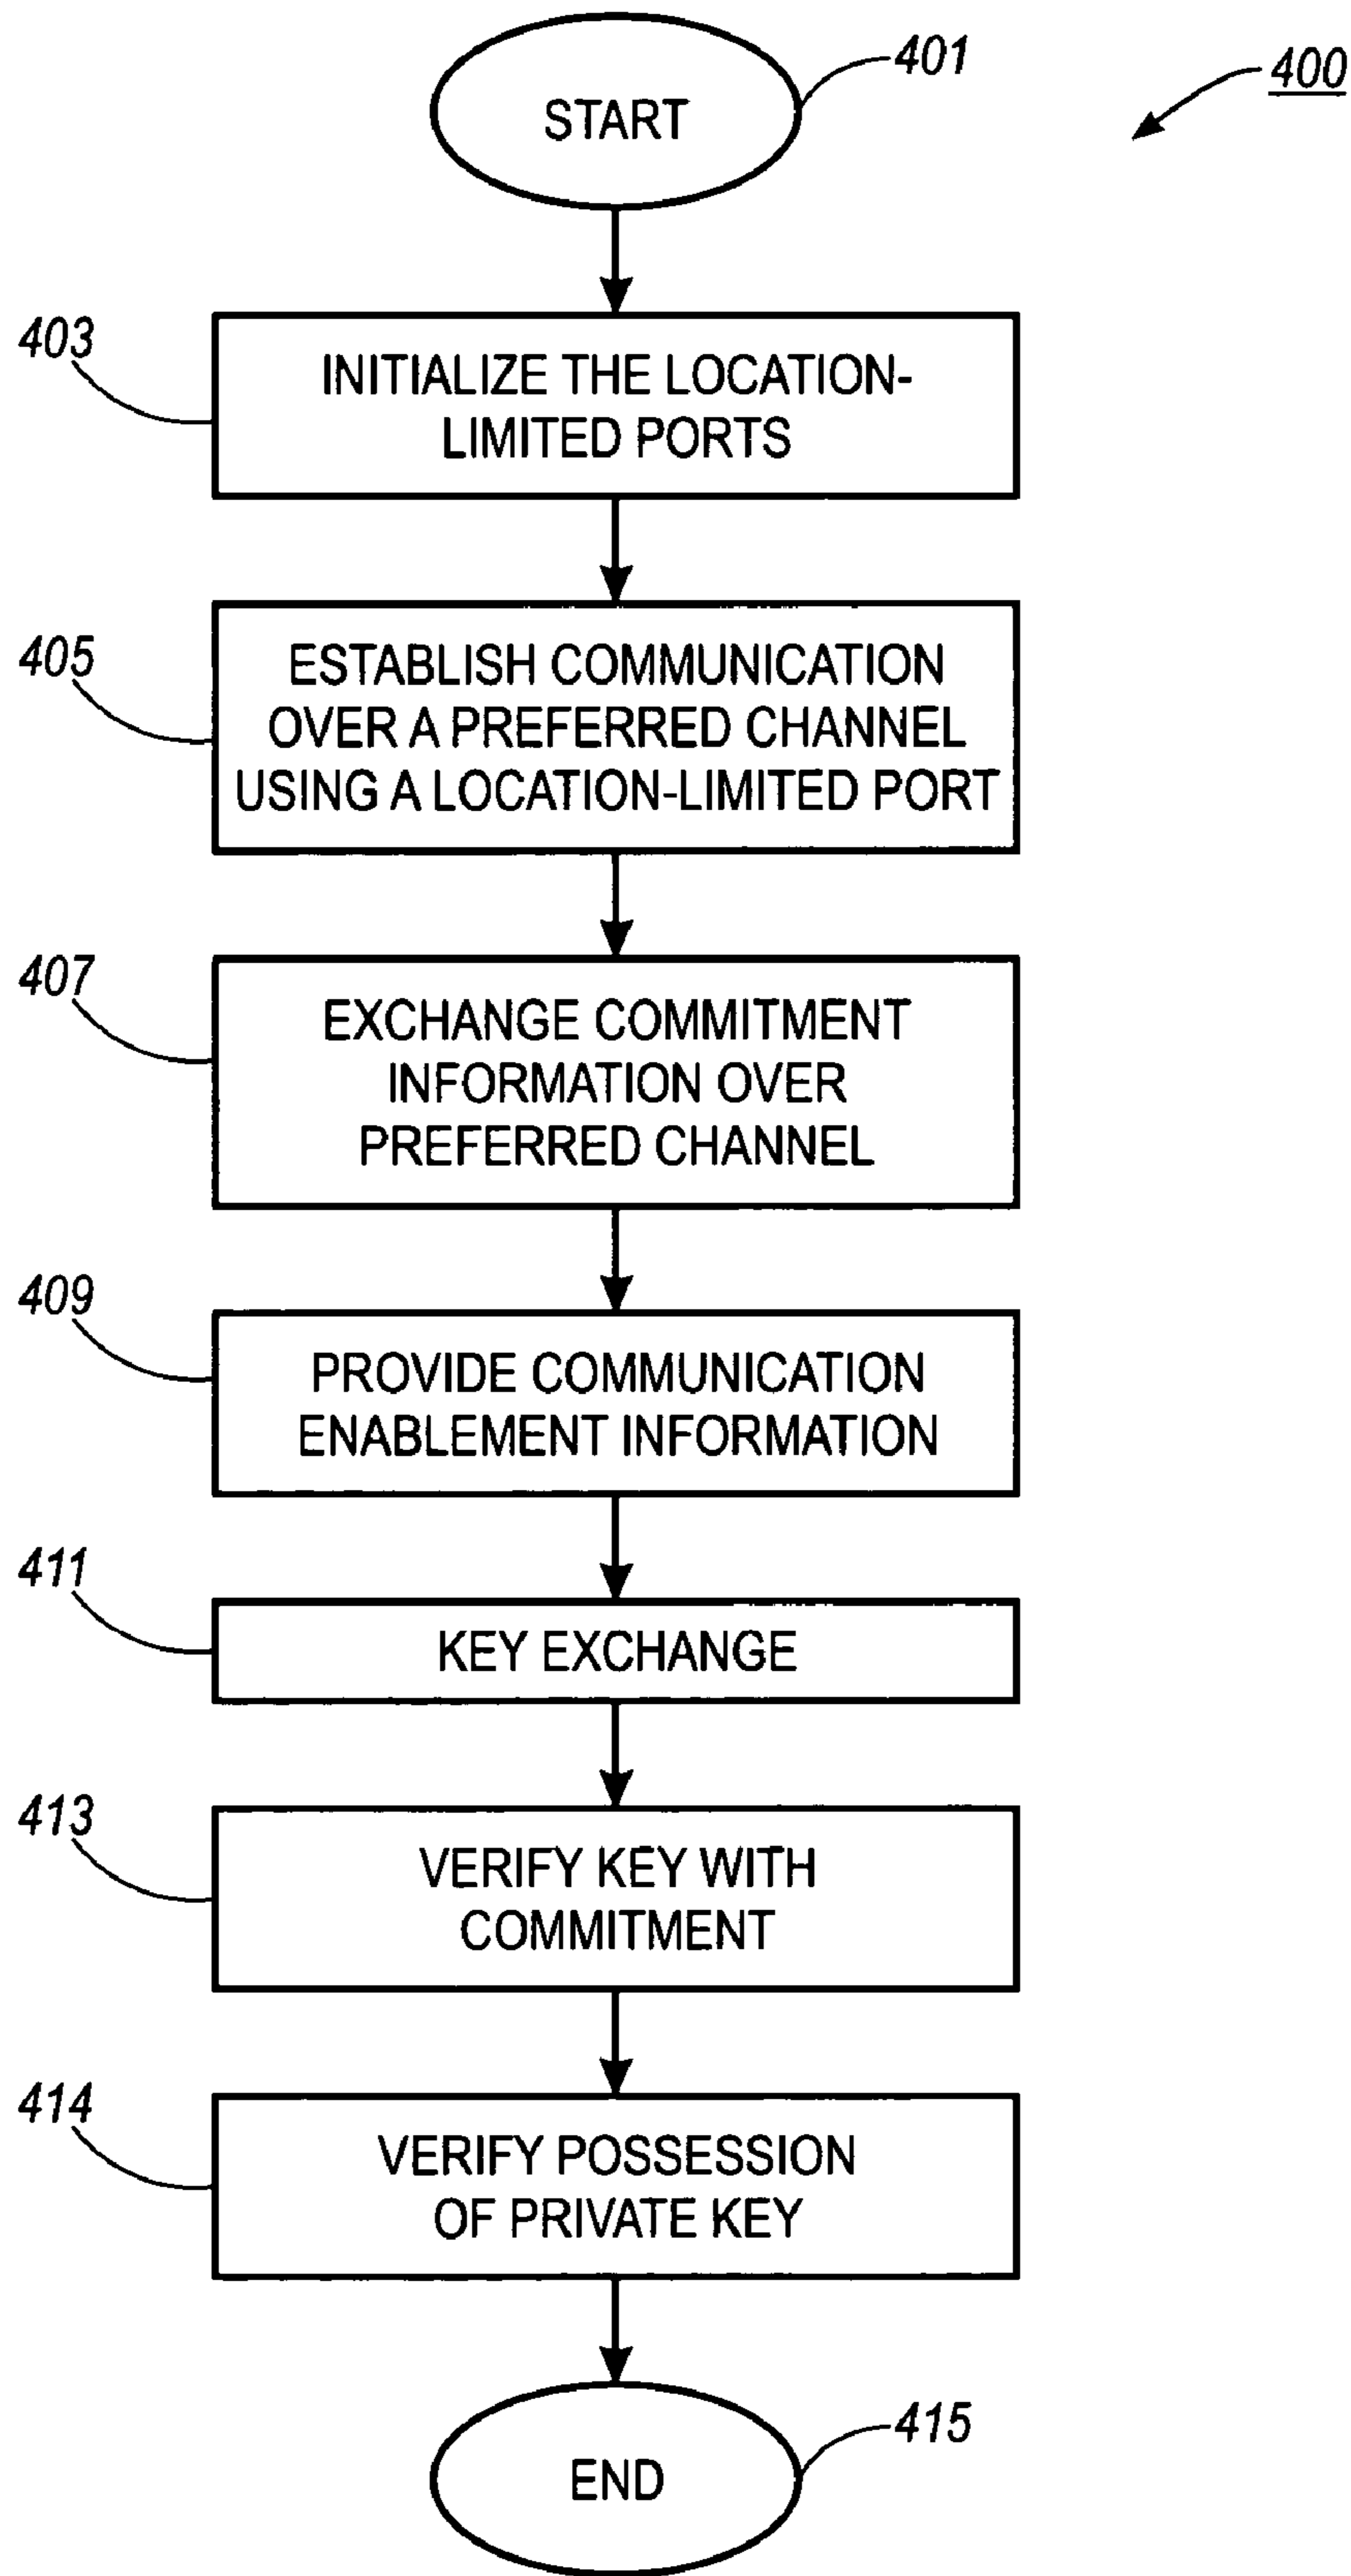 START
401
400
403
INITIALIZE THE LOCATION-
LIMITED PORTS
405
ESTABLISH COMMUNICATION
OVER A PREFERRED CHANNEL
USING A LOCATION-LIMITED PORT
407
EXCHANGE COMMITMENT
INFORMATION OVER
PREFERRED CHANNEL
409
PROVIDE COMMUNICATION
ENABLEMENT INFORMATION
411
KEY EXCHANGE
413
VERIFY KEY WITH
COMMITMENT
414
VERIFY POSSESSION
OF PRIVATE KEY
415
END